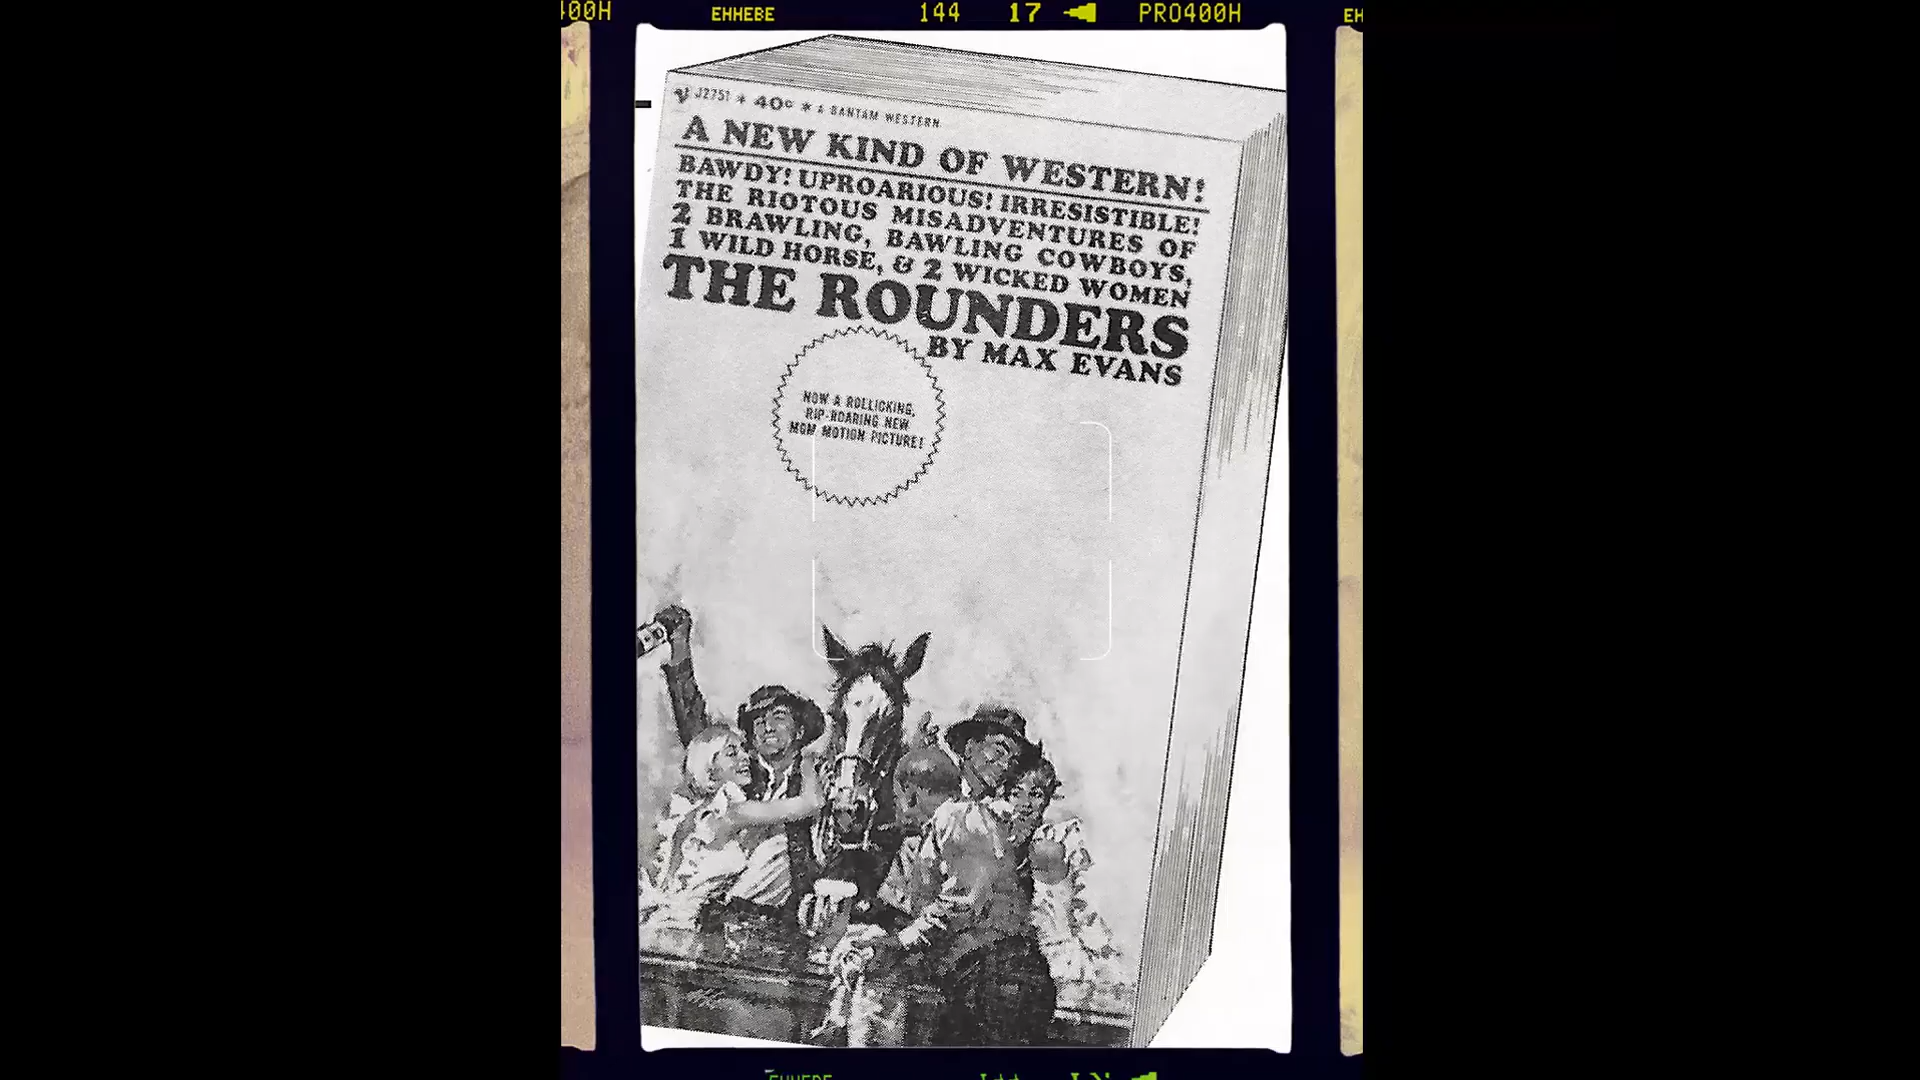 400H EHHEBE 144 17 PRO400H EH
J2751 * 40¢ * A BANTAM WESTERN
A NEW KIND OF WESTERN!
BAWDY! UPROARIOUS! IRRESISTIBLE!
THE RIOTOUS MISADVENTURES OF
2 BRAWLING, BAWLING COWBOYS,
1 WILD HORSE, & 2 WICKED WOMEN
THE ROUNDERS
BY MAX EVANS
NOW A ROLLICKING,
RIP-ROARING NEW
MGM MOTION PICTURE!